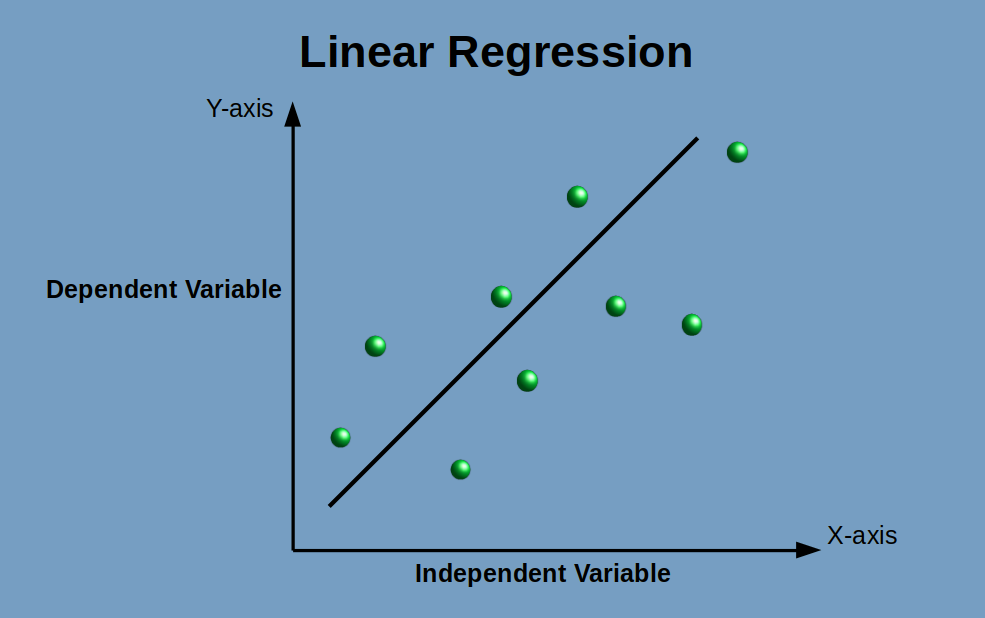 Linear Regression
Y-axis
Dependent Variable
X-axis
Independent Variable